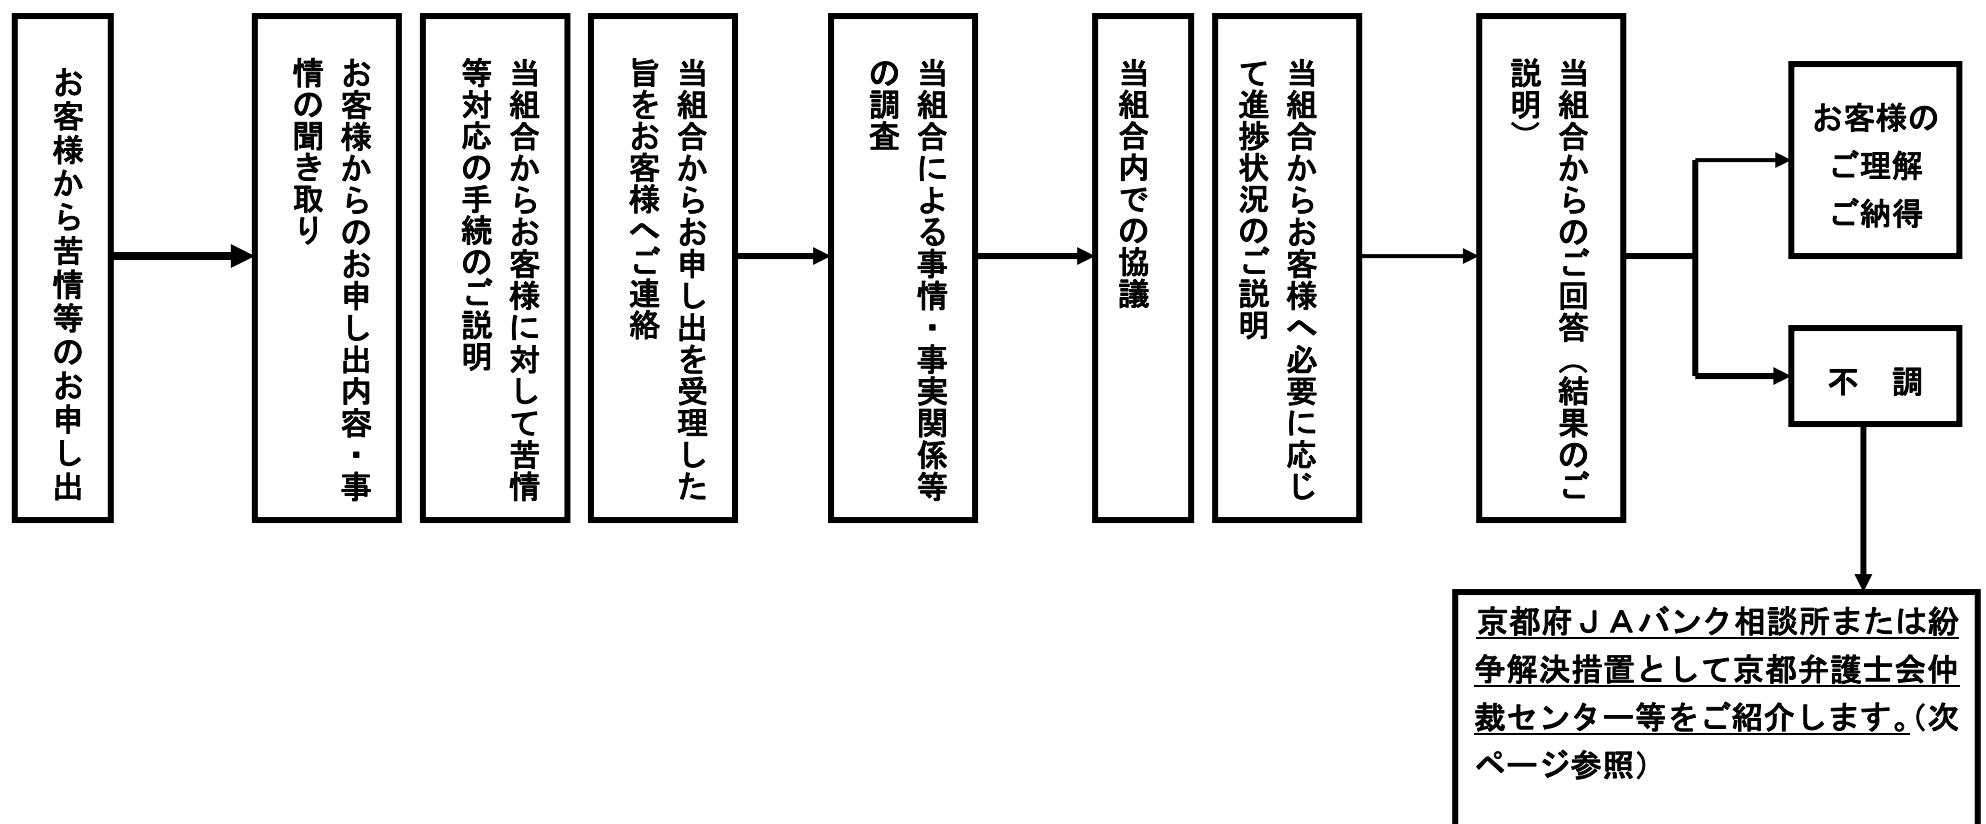 お客様から苦情等のお申し出
お客様からのお申し出内容・事
情の聞き取り
当組合からお客様に対して苦情
等対応の手続のご説明
当組合からお申し出を受理した
旨をお客様へご連絡
当組合による事情・事実関係等
の調査
当組合内での協議
当組合からお客様へ必要に応じ
て進捗状況のご説明
当組合からのご回答（結果のご
説明）
お客様の
ご理解
ご納得
不　調
京都府ＪＡバンク相談所または紛
争解決措置として京都弁護士会仲
裁センター等をご紹介します。（次
ページ参照）